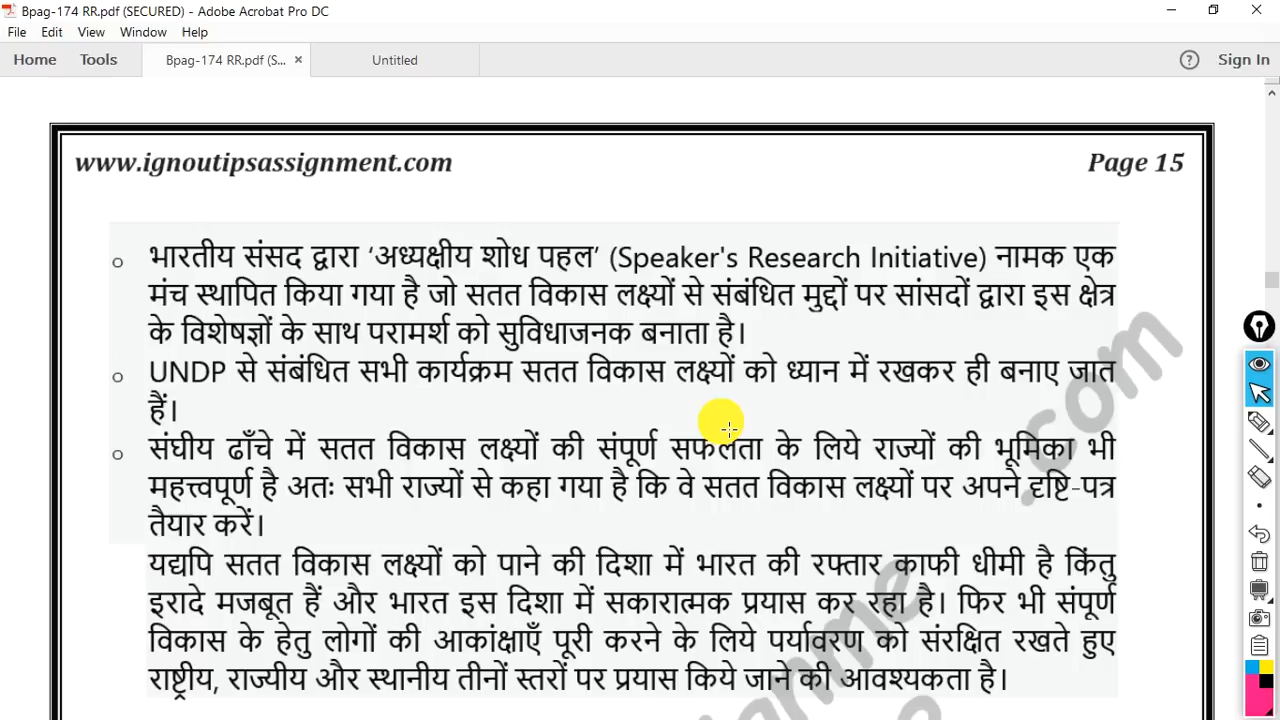 Bpag-174 RR.pdf (SECURED) - Adobe Acrobat Pro DC
File Edit View Window Help
Home Tools Bpag-174 RR.pdf (S... × Untitled ? Sign In
www.ignoutipsassignment.com Page 15
o भारतीय संसद द्वारा ‘अध्यक्षीय शोध पहल’ (Speaker's Research Initiative) नामक एक
मंच स्थापित किया गया है जो सतत विकास लक्ष्यों से संबंधित मुद्दों पर सांसदों द्वारा इस क्षेत्र
के विशेषज्ञों के साथ परामर्श को सुविधाजनक बनाता है।
o UNDP से संबंधित सभी कार्यक्रम सतत विकास लक्ष्यों को ध्यान में रखकर ही बनाए जात
हैं।
o संघीय ढाँचे में सतत विकास लक्ष्यों की संपूर्ण सफलता के लिये राज्यों की भूमिका भी
महत्त्वपूर्ण है अतः सभी राज्यों से कहा गया है कि वे सतत विकास लक्ष्यों पर अपने दृष्टि-पत्र
तैयार करें।
यद्यपि सतत विकास लक्ष्यों को पाने की दिशा में भारत की रफ्तार काफी धीमी है किंतु
इरादे मजबूत हैं और भारत इस दिशा में सकारात्मक प्रयास कर रहा है। फिर भी संपूर्ण
विकास के हेतु लोगों की आकांक्षाएँ पूरी करने के लिये पर्यावरण को संरक्षित रखते हुए
राष्ट्रीय, राज्यीय और स्थानीय तीनों स्तरों पर प्रयास किये जाने की आवश्यकता है।
.com